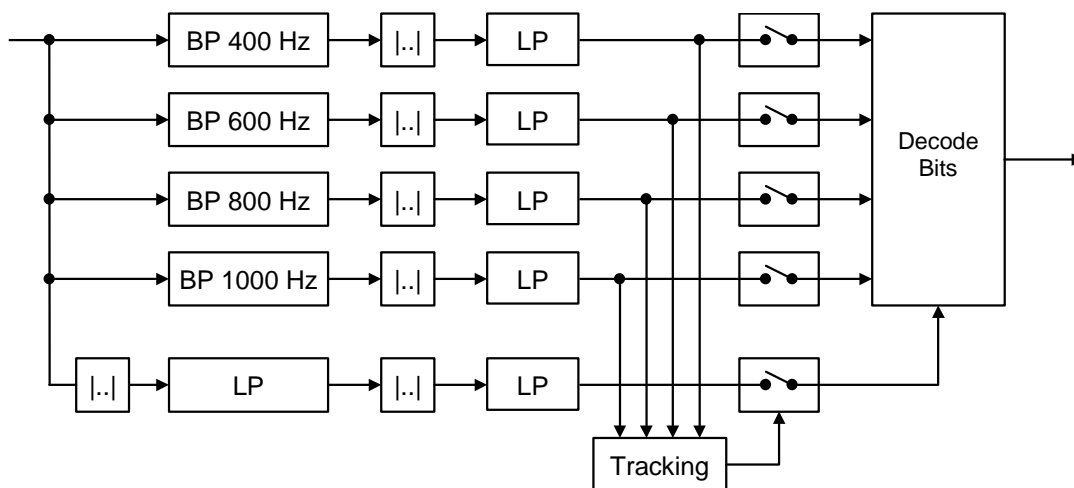 BP 400 Hz |..| LP
BP 600 Hz |..| LP
Decode
Bits
BP 800 Hz |..| LP
BP 1000 Hz |..| LP
|..| LP |..| LP
Tracking